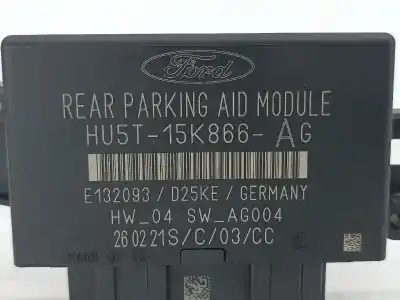 Ford
REAR PARKING AID MODULE
HU5T-15K866-AG
E132093 / D25KE / GERMANY
HW_04 SW_AG004
260221S/C/03/CC